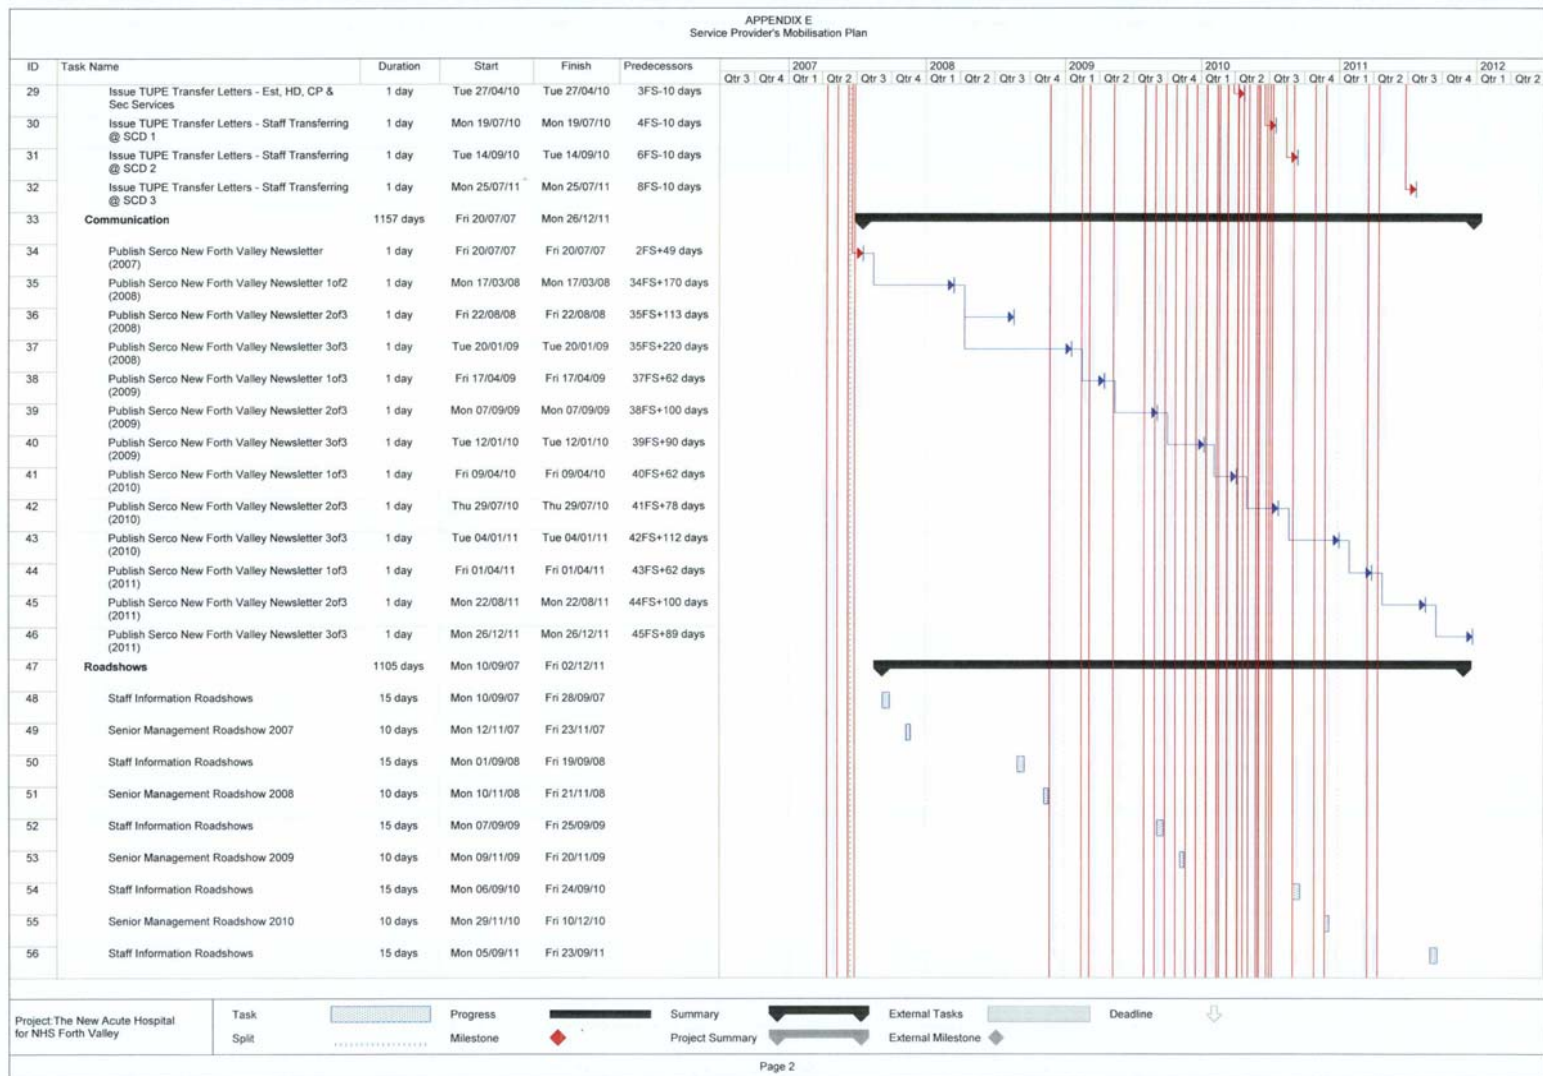 APPENDIX E
Service Provider's Mobilisation Plan
ID Task Name Duration Start Finish Predecessors
2007 2008 2009 2010 2011 2012
Qtr 3 Qtr 4 Qtr 1 Qtr 2 Qtr 3 Qtr 4 Qtr 1 Qtr 2 Qtr 3 Qtr 4 Qtr 1 Qtr 2 Qtr 3 Qtr 4 Qtr 1 Qtr 2 Qtr 3 Qtr 4 Qtr 1 Qtr 2 Qtr 3 Qtr 4 Qtr 1 Qtr 2
29 Issue TUPE Transfer Letters - Est, HD, CP & 1 day Tue 27/04/10 Tue 27/04/10 3FS-10 days
Sec Services
30 Issue TUPE Transfer Letters - Staff Transferring 1 day Mon 19/07/10 Mon 19/07/10 4FS-10 days
@ SCD 1
31 Issue TUPE Transfer Letters - Staff Transferring 1 day Tue 14/09/10 Tue 14/09/10 6FS-10 days
@ SCD 2
32 Issue TUPE Transfer Letters - Staff Transferring 1 day Mon 25/07/11 Mon 25/07/11 8FS-10 days
@ SCD 3
33 Communication 1157 days Fri 20/07/07 Mon 26/12/11
34 Publish Serco New Forth Valley Newsletter 1 day Fri 20/07/07 Fri 20/07/07 2FS+49 days
(2007)
35 Publish Serco New Forth Valley Newsletter 1of2 1 day Mon 17/03/08 Mon 17/03/08 34FS+170 days
(2008)
36 Publish Serco New Forth Valley Newsletter 2of3 1 day Fri 22/08/08 Fri 22/08/08 35FS+113 days
(2008)
37 Publish Serco New Forth Valley Newsletter 3of3 1 day Tue 20/01/09 Tue 20/01/09 35FS+220 days
(2008)
38 Publish Serco New Forth Valley Newsletter 1of3 1 day Fri 17/04/09 Fri 17/04/09 37FS+62 days
(2009)
39 Publish Serco New Forth Valley Newsletter 2of3 1 day Mon 07/09/09 Mon 07/09/09 38FS+100 days
(2009)
40 Publish Serco New Forth Valley Newsletter 3of3 1 day Tue 12/01/10 Tue 12/01/10 39FS+90 days
(2009)
41 Publish Serco New Forth Valley Newsletter 1of3 1 day Fri 09/04/10 Fri 09/04/10 40FS+62 days
(2010)
42 Publish Serco New Forth Valley Newsletter 2of3 1 day Thu 29/07/10 Thu 29/07/10 41FS+78 days
(2010)
43 Publish Serco New Forth Valley Newsletter 3of3 1 day Tue 04/01/11 Tue 04/01/11 42FS+112 days
(2010)
44 Publish Serco New Forth Valley Newsletter 1of3 1 day Fri 01/04/11 Fri 01/04/11 43FS+62 days
(2011)
45 Publish Serco New Forth Valley Newsletter 2of3 1 day Mon 22/08/11 Mon 22/08/11 44FS+100 days
(2011)
46 Publish Serco New Forth Valley Newsletter 3of3 1 day Mon 26/12/11 Mon 26/12/11 45FS+89 days
(2011)
47 Roadshows 1105 days Mon 10/09/07 Fri 02/12/11
48 Staff Information Roadshows 15 days Mon 10/09/07 Fri 28/09/07
49 Senior Management Roadshow 2007 10 days Mon 12/11/07 Fri 23/11/07
50 Staff Information Roadshows 15 days Mon 01/09/08 Fri 19/09/08
51 Senior Management Roadshow 2008 10 days Mon 10/11/08 Fri 21/11/08
52 Staff Information Roadshows 15 days Mon 07/09/09 Fri 25/09/09
53 Senior Management Roadshow 2009 10 days Mon 09/11/09 Fri 20/11/09
54 Staff Information Roadshows 15 days Mon 06/09/10 Fri 24/09/10
55 Senior Management Roadshow 2010 10 days Mon 29/11/10 Fri 10/12/10
56 Staff Information Roadshows 15 days Mon 05/09/11 Fri 23/09/11
Project:The New Acute Hospital
for NHS Forth Valley
Task Progress Summary External Tasks Deadline
Split Milestone Project Summary External Milestone
Page 2